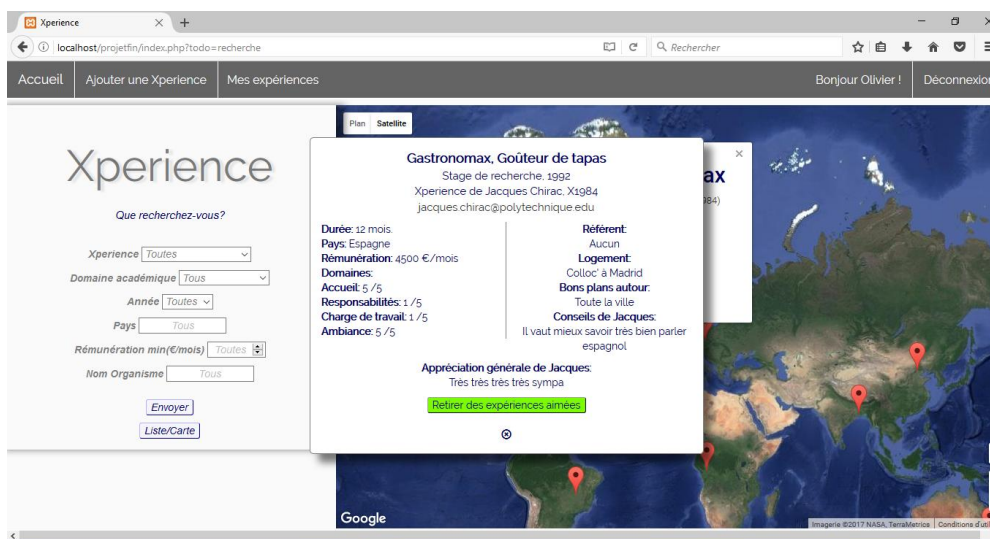 Xperience
localhost/projetfin/index.php?todo=recherche
Rechercher
Accueil
Ajouter une Xperience
Mes expériences
Bonjour Olivier !
Déconnexion
Xperience
Que recherchez-vous?
Xperience Toutes
Domaine académique Tous
Année Toutes
Pays Tous
Rémunération min(€/mois) Toutes
Nom Organisme Tous
Envoyer
Liste/Carte
Plan Satellite
Gastronomax, Goûteur de tapas
Stage de recherche, 1992
Xperience de Jacques Chirac, X1984
jacques.chirac@polytechnique.edu
Durée: 12 mois.
Pays: Espagne
Rémunération: 4500 €/mois
Domaines:
Accueil: 5 /5
Responsabilités: 1 /5
Charge de travail: 1 /5
Ambiance: 5 /5
Référent:
Aucun
Logement:
Colloc' à Madrid
Bons plans autour:
Toute la ville
Conseils de Jacques:
Il vaut mieux savoir très bien parler
espagnol
Appréciation générale de Jacques:
Très très très très sympa
Retirer des expériences aimées
ax
984)
Google
Imagerie ©2017 NASA, TerraMetrics
Conditions d'util